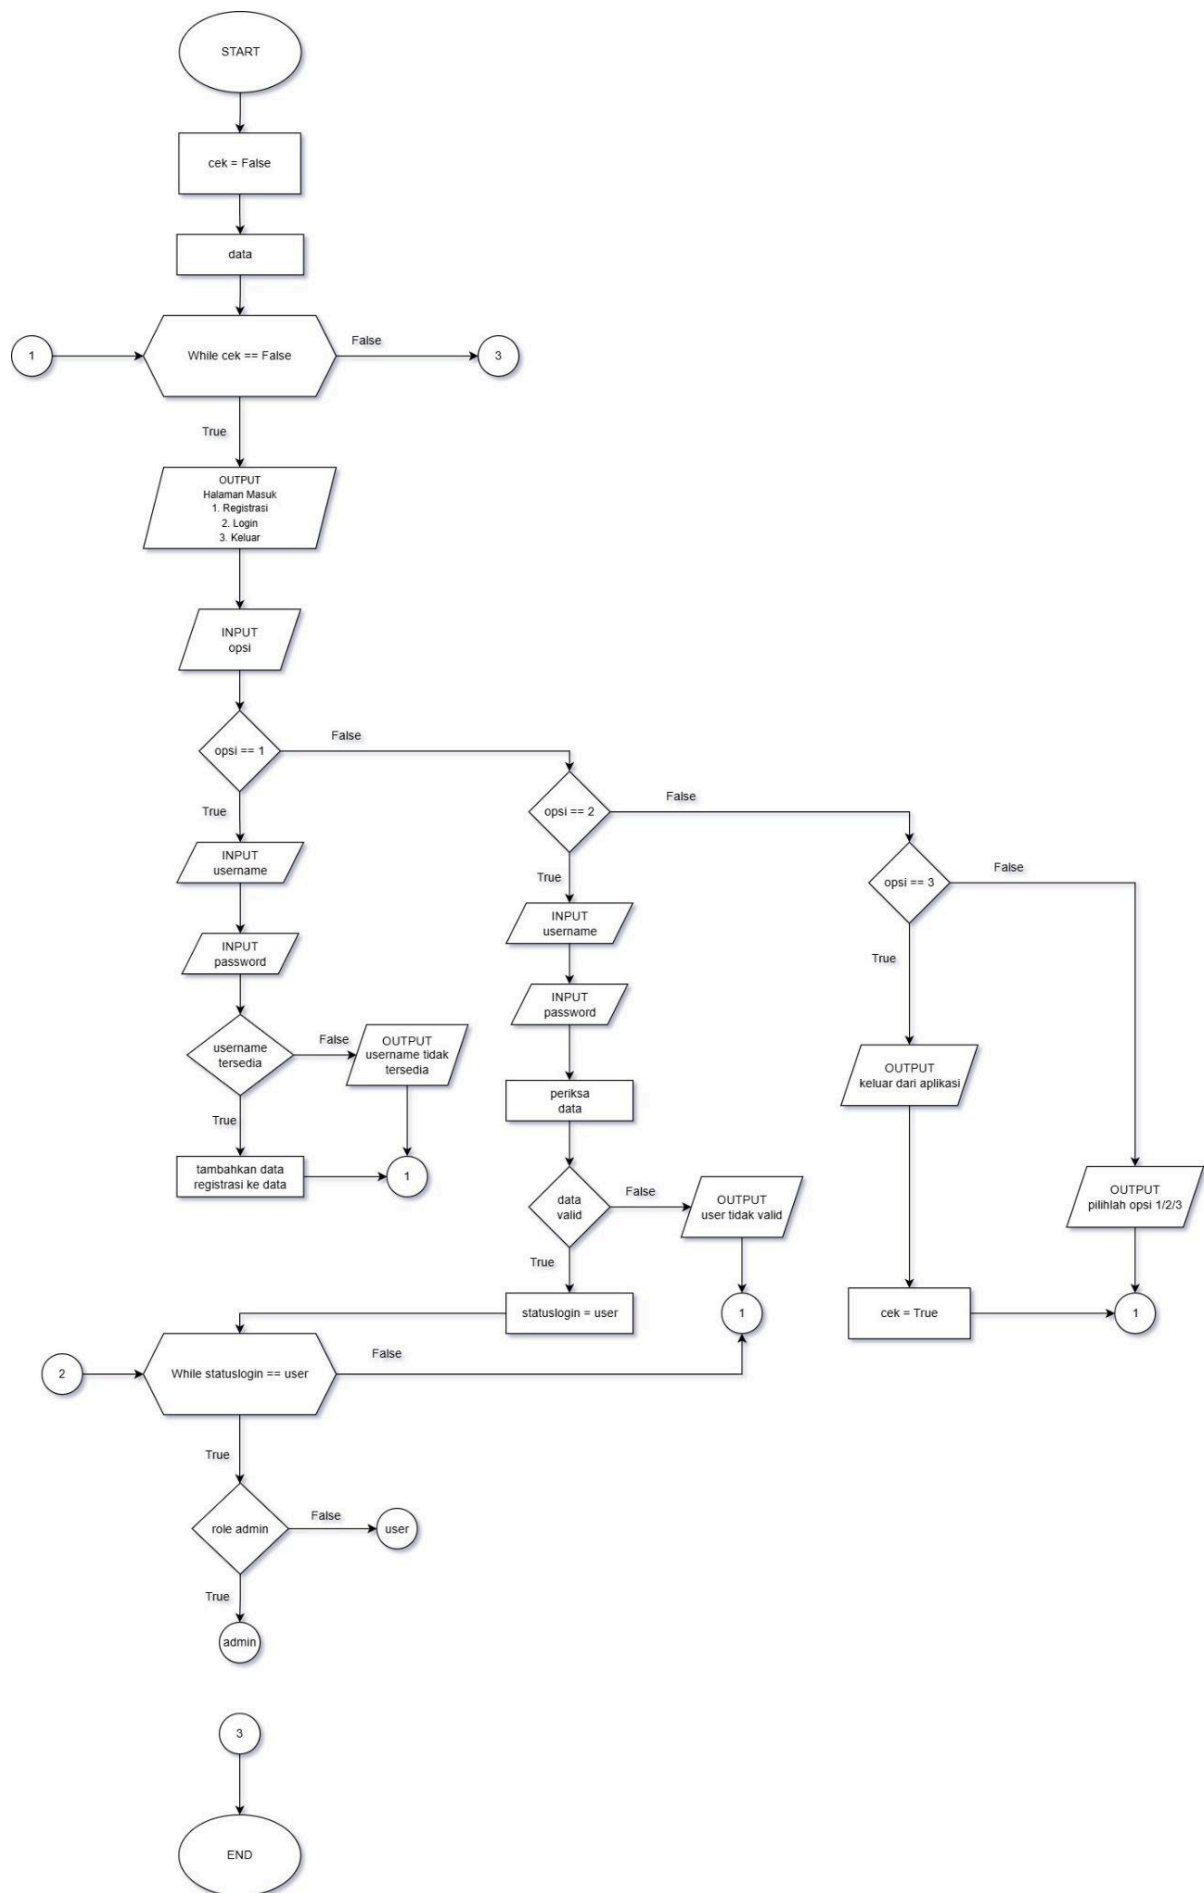 START
cek = False
data
1
While cek == False
False
3
True
OUTPUT
Halaman Masuk
1. Registrasi
2. Login
3. Keluar
INPUT
opsi
opsi == 1
False
True
INPUT
username
INPUT
password
username
tersedia
False
OUTPUT
username tidak
tersedia
True
tambahkan data
registrasi ke data
1
opsi == 2
False
True
INPUT
username
INPUT
password
periksa
data
data
valid
False
OUTPUT
user tidak valid
True
statuslogin = user
1
opsi == 3
False
True
OUTPUT
keluar dari aplikasi
OUTPUT
pilihlah opsi 1/2/3
cek = True
1
2
While statuslogin == user
False
True
role admin
False
user
True
admin
3
END